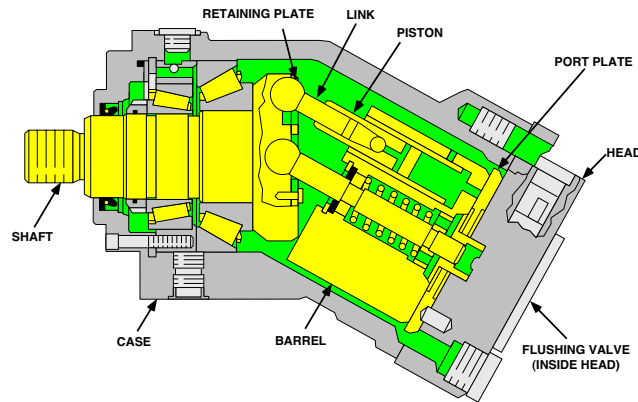 RETAINING PLATE
LINK
PISTON
PORT PLATE
HEAD
SHAFT
CASE
BARREL
FLUSHING VALVE
(INSIDE HEAD)